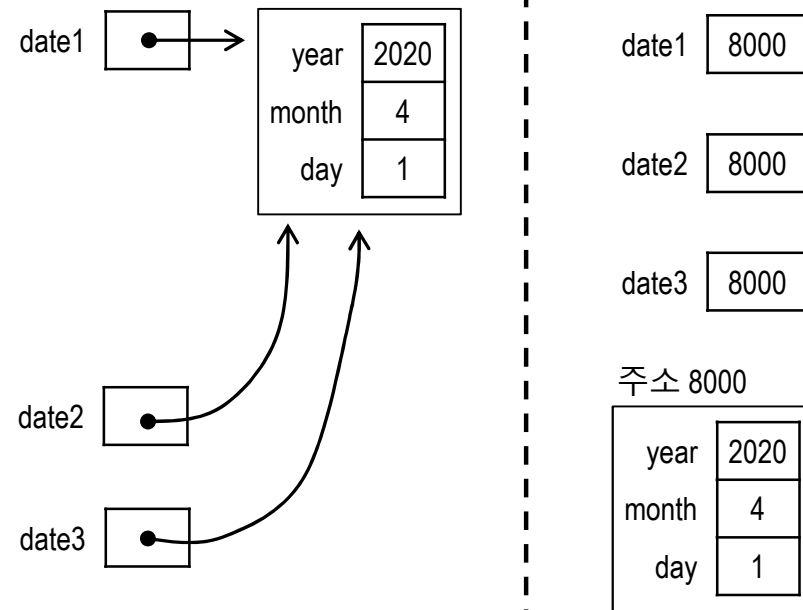 date1
year 2020
month 4
day 1
date2
date3
date1 8000
date2 8000
date3 8000
주소 8000
year 2020
month 4
day 1